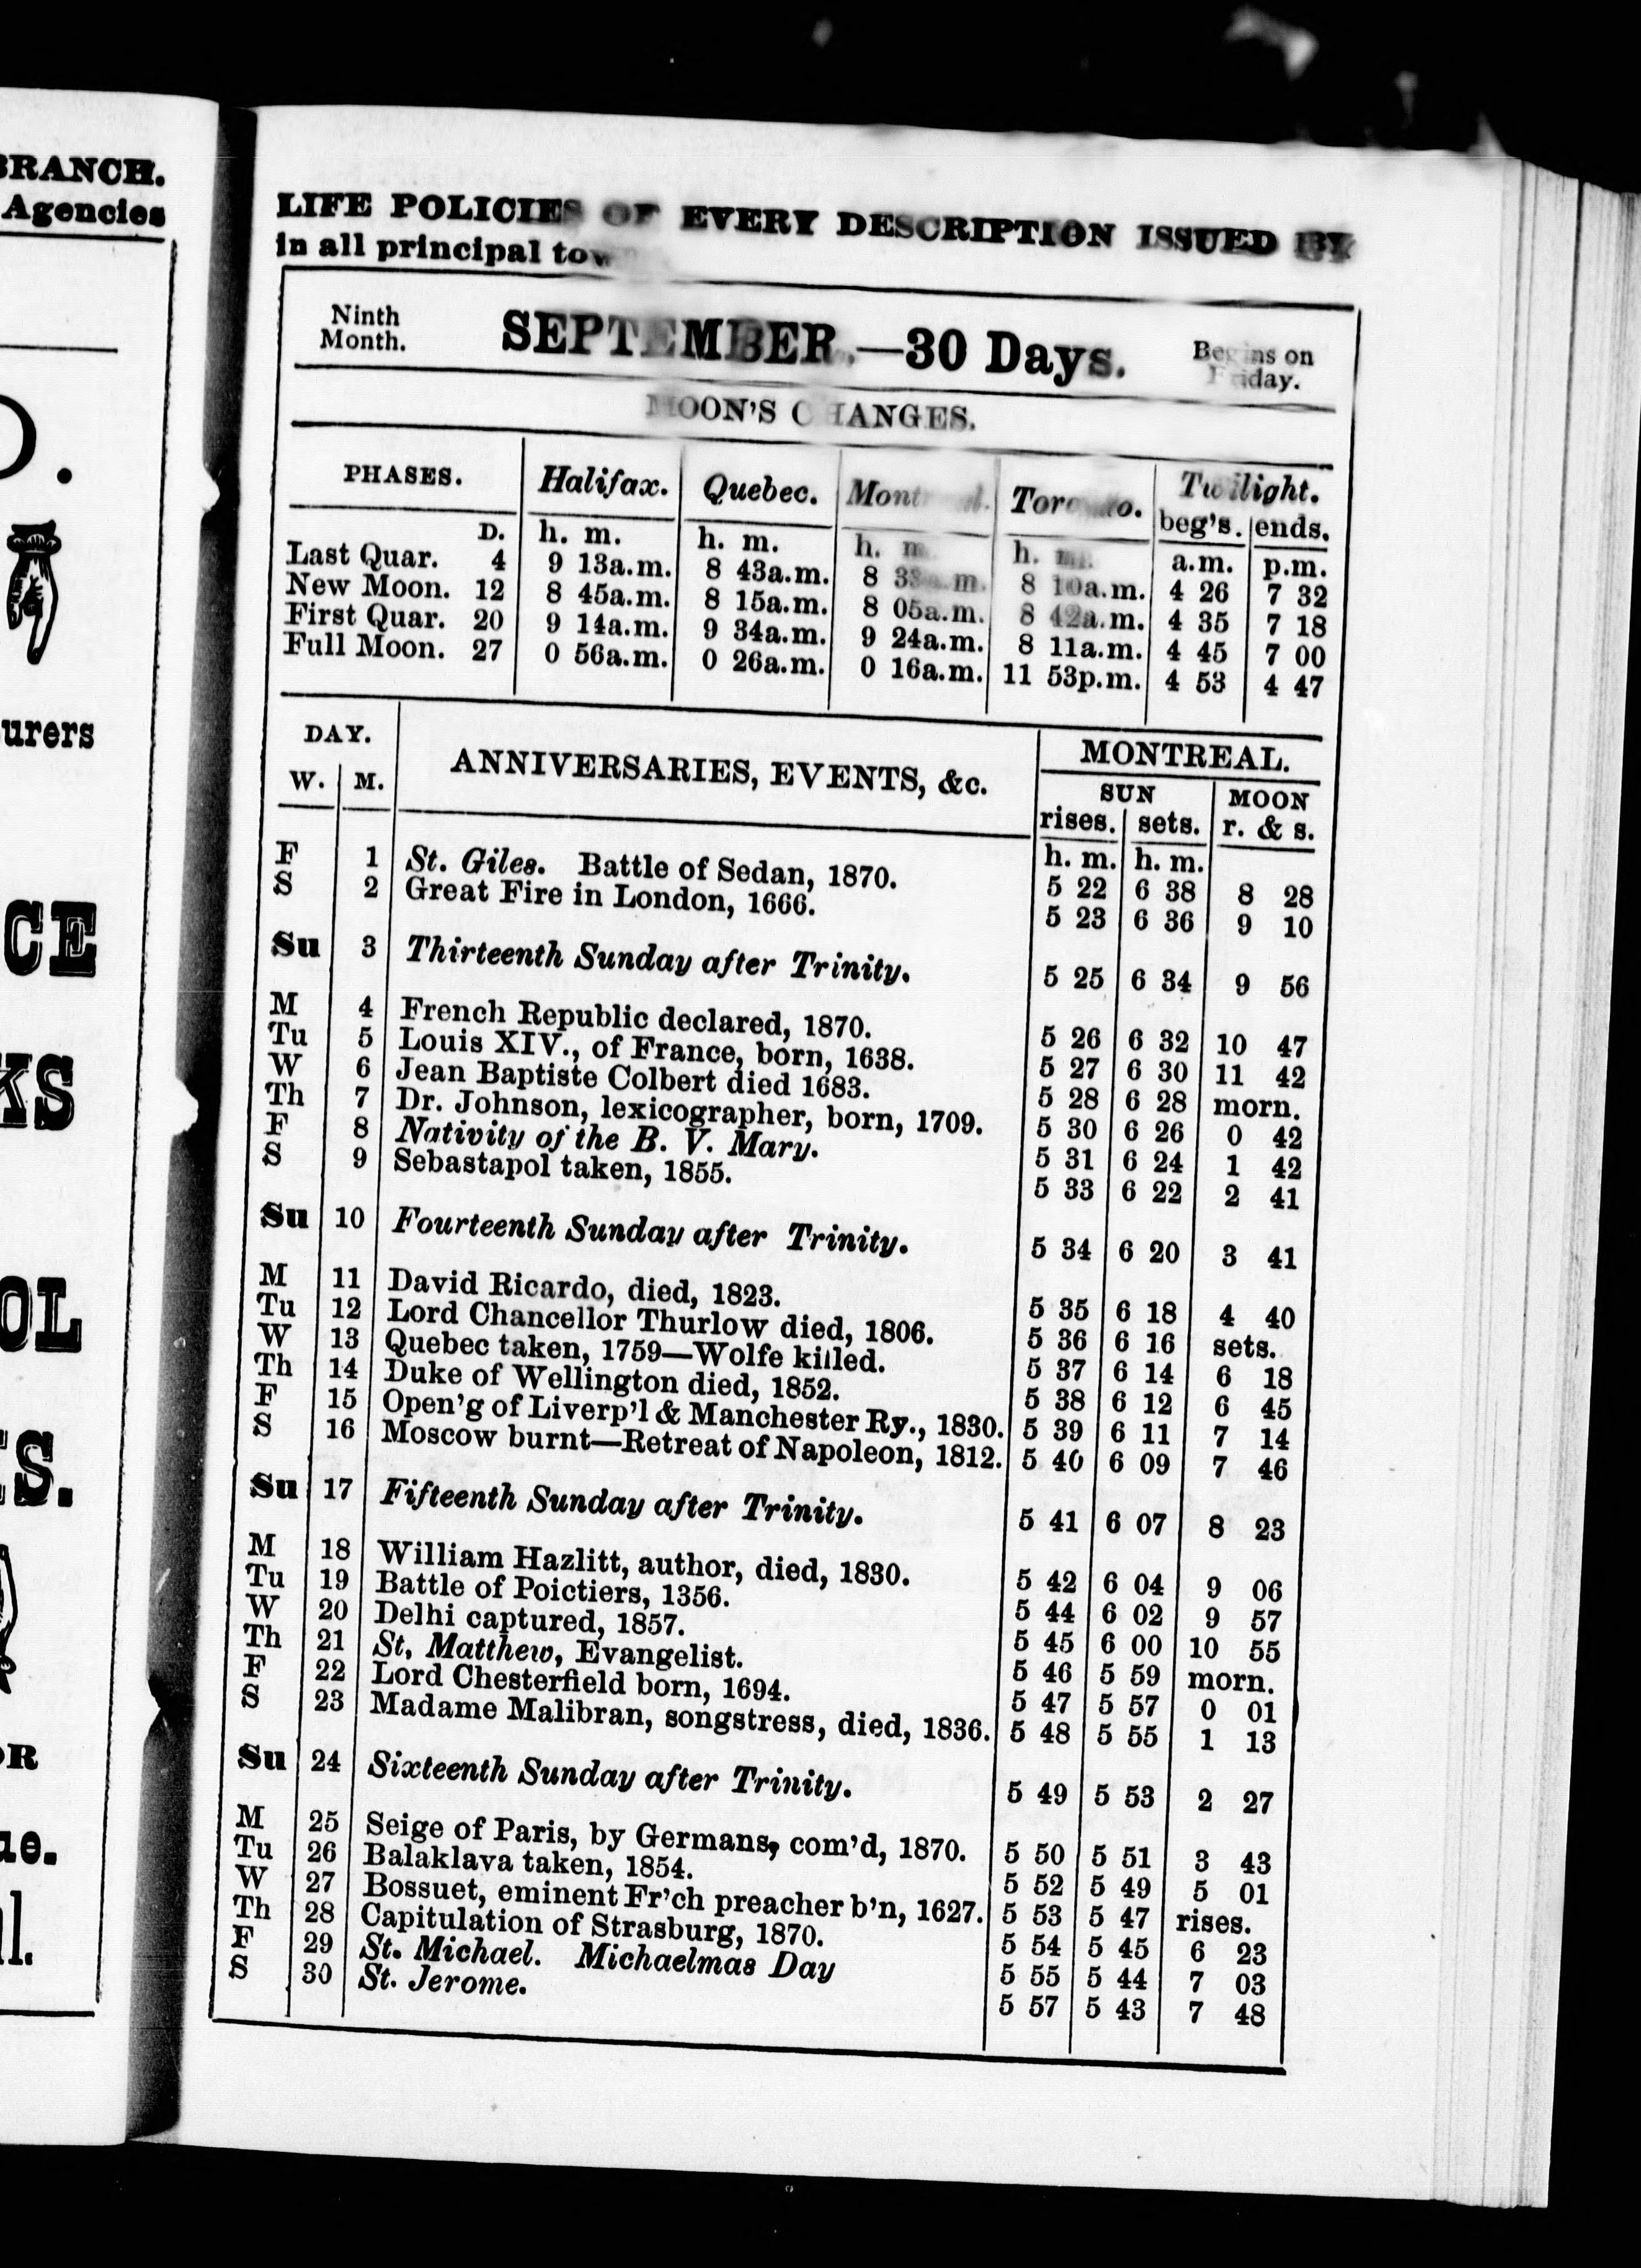 BRANCH.
Agencies
D.
urers
CE
KS
OL
S.
OR
ue.
l.
LIFE POLICIES OF EVERY DESCRIPTION ISSUED BY
in all principal
Ninth Month. SEPTEMBER.—30 Days. Begins on Friday.
MOON'S CHANGES.
PHASES. Halifax. Quebec. Montreal. Toronto. Twilight.
beg's. ends.
D. h. m. h. m. h. m. h. m. a.m. p.m.
Last Quar. 4 9 13a.m. 8 43a.m. 8 33a.m. 8 10a.m. 4 26 7 32
New Moon. 12 8 45a.m. 8 15a.m. 8 05a.m. 8 42a.m. 4 35 7 18
First Quar. 20 9 14a.m. 9 34a.m. 9 24a.m. 8 11a.m. 4 45 7 00
Full Moon. 27 0 56a.m. 0 26a.m. 0 16a.m. 11 53p.m. 4 53 4 47
DAY. ANNIVERSARIES, EVENTS, &c. MONTREAL.
W. M. SUN MOON
rises. sets. r. & s.
h. m. h. m.
F 1 St. Giles. Battle of Sedan, 1870. 5 22 6 38 8 28
S 2 Great Fire in London, 1666. 5 23 6 36 9 10
Su 3 Thirteenth Sunday after Trinity. 5 25 6 34 9 56
M 4 French Republic declared, 1870. 5 26 6 32 10 47
Tu 5 Louis XIV., of France, born, 1638. 5 27 6 30 11 42
W 6 Jean Baptiste Colbert died 1683. 5 28 6 28 morn.
Th 7 Dr. Johnson, lexicographer, born, 1709. 5 30 6 26 0 42
F 8 Nativity of the B. V. Mary. 5 31 6 24 1 42
S 9 Sebastapol taken, 1855. 5 33 6 22 2 41
Su 10 Fourteenth Sunday after Trinity. 5 34 6 20 3 41
M 11 David Ricardo, died, 1823. 5 35 6 18 4 40
Tu 12 Lord Chancellor Thurlow died, 1806. 5 36 6 16 sets.
W 13 Quebec taken, 1759—Wolfe killed. 5 37 6 14 6 18
Th 14 Duke of Wellington died, 1852. 5 38 6 12 6 45
F 15 Open'g of Liverp'l & Manchester Ry., 1830. 5 39 6 11 7 14
S 16 Moscow burnt—Retreat of Napoleon, 1812. 5 40 6 09 7 46
Su 17 Fifteenth Sunday after Trinity. 5 41 6 07 8 23
M 18 William Hazlitt, author, died, 1830. 5 42 6 04 9 06
Tu 19 Battle of Poictiers, 1356. 5 44 6 02 9 57
W 20 Delhi captured, 1857. 5 45 6 00 10 55
Th 21 St. Matthew, Evangelist. 5 46 5 59 morn.
F 22 Lord Chesterfield born, 1694. 5 47 5 57 0 01
S 23 Madame Malibran, songstress, died, 1836. 5 48 5 55 1 13
Su 24 Sixteenth Sunday after Trinity. 5 49 5 53 2 27
M 25 Seige of Paris, by Germans, com'd, 1870. 5 50 5 51 3 43
Tu 26 Balaklava taken, 1854. 5 52 5 49 5 01
W 27 Bossuet, eminent Fr'ch preacher b'n, 1627. 5 53 5 47 rises.
Th 28 Capitulation of Strasburg, 1870. 5 54 5 45 6 23
F 29 St. Michael. Michaelmas Day 5 55 5 44 7 03
S 30 St. Jerome. 5 57 5 43 7 48